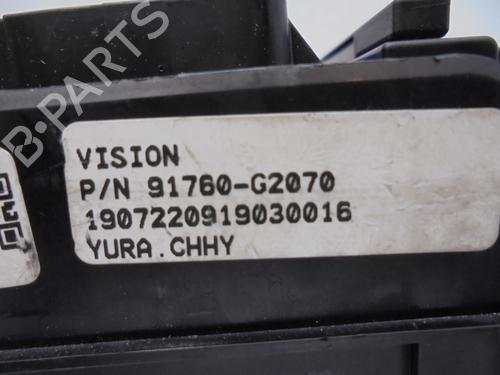 B-PARTS
VISION
P/N 91760-G2070
1907220919030016
YURA.CHHY